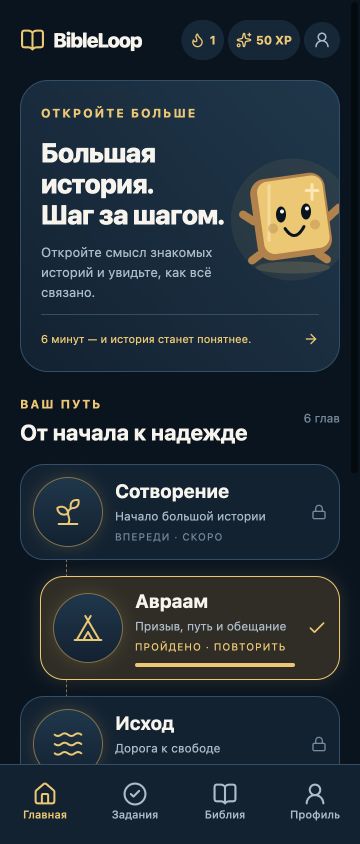 BibleLoop
1
50 XP
ОТКРОЙТЕ БОЛЬШЕ
Большая
история.
Шаг за шагом.
Откройте смысл знакомых
историй и увидьте, как всё
связано.
6 минут — и история станет понятнее.
ВАШ ПУТЬ
От начала к надежде
6 глав
Сотворение
Начало большой истории
ВПЕРЕДИ · СКОРО
Авраам
Призыв, путь и обещание
ПРОЙДЕНО · ПОВТОРИТЬ
Исход
Дорога к свободе
Главная
Задания
Библия
Профиль